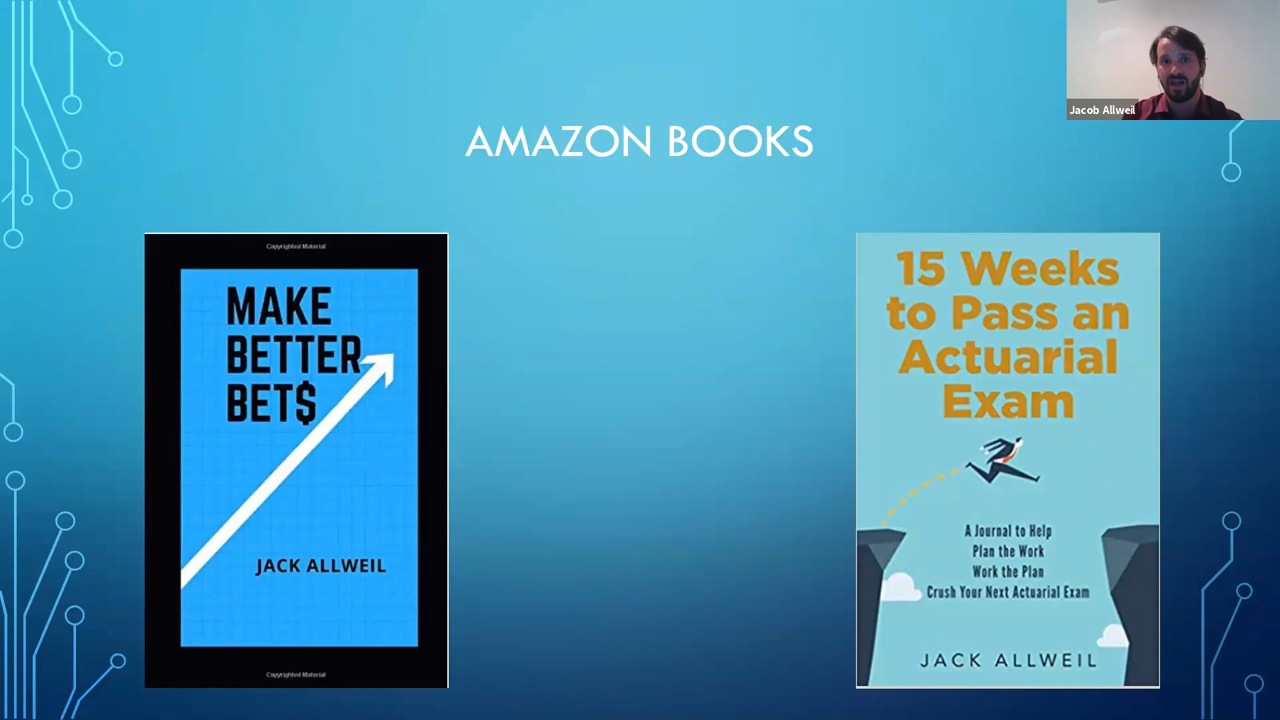 Jacob Allweil
AMAZON BOOKS
Copyrighted Material
MAKE
BETTER
BET$
JACK ALLWEIL
Copyrighted Material
15 Weeks
to Pass an
Actuarial
Exam
A Journal to Help
Plan the Work
Work the Plan
Crush Your Next Actuarial Exam
JACK ALLWEIL